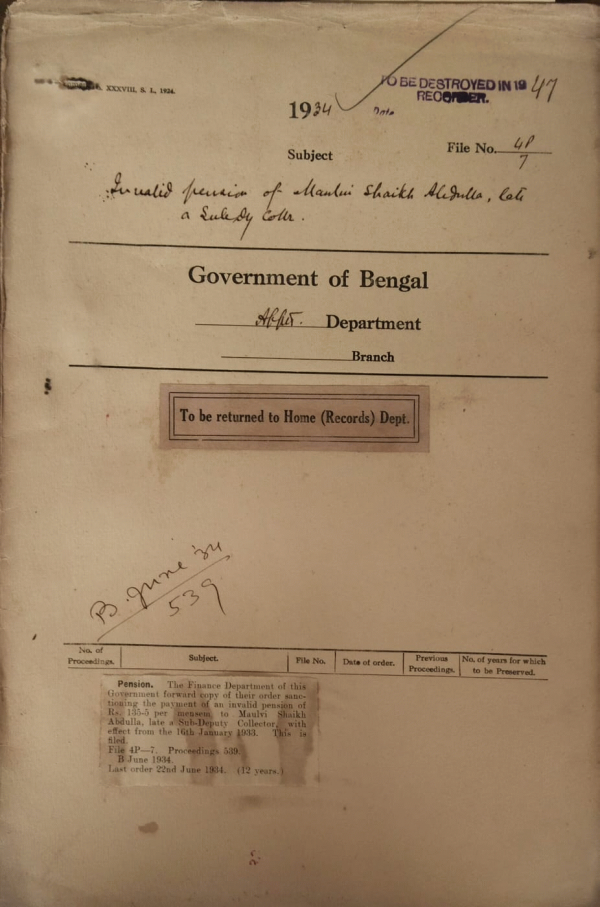 XXXVIII, S. I., 1934.
TO BE DESTROYED IN 1947
RECORDER.
Date
1934
Subject
File No. 4P/7
Invalid pension of Maulvi Shaikh Abdulla, late
a Sub Dy Collr.
Government of Bengal
Appt. Department
Branch
To be returned to Home (Records) Dept.
B. June '34
539
No. of Proceedings. Subject. File No. Date of order. Previous Proceedings. No. of years for which to be Preserved.
Pension. The Finance Department of this
Government forward copy of their order sanc-
tioning the payment of an invalid pension of
Rs. 135-5 per mensem to Maulvi Shaikh
Abdulla, late a Sub-Deputy Collector, with
effect from the 16th January 1933. This is
filed.
File 4P—7. Proceedings 539
B June 1934.
Last order 22nd June 1934. (12 years.)